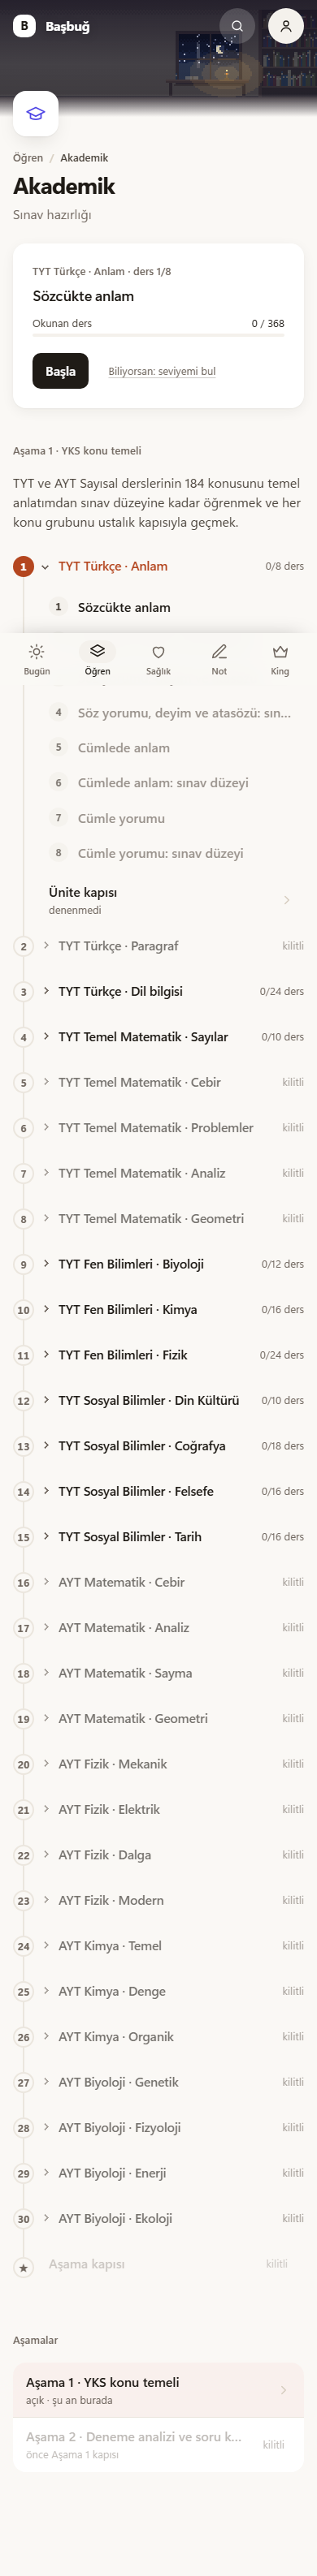 B Başbuğ
Öğren / Akademik
Akademik
Sınav hazırlığı
TYT Türkçe · Anlam · ders 1/8
Sözcükte anlam
Okunan ders 0 / 368
Başla Biliyorsan: seviyemi bul
Aşama 1 · YKS konu temeli
TYT ve AYT Sayısal derslerinin 184 konusunu temel
anlatımdan sınav düzeyine kadar öğrenmek ve her
konu grubunu ustalık kapısıyla geçmek.
1 TYT Türkçe · Anlam 0/8 ders
1 Sözcükte anlam
Bugün Öğren Sağlık Not King
4 Söz yorumu, deyim ve atasözü: sın...
5 Cümlede anlam
6 Cümlede anlam: sınav düzeyi
7 Cümle yorumu
8 Cümle yorumu: sınav düzeyi
Ünite kapısı
denenmedi
2 TYT Türkçe · Paragraf kilitli
3 TYT Türkçe · Dil bilgisi 0/24 ders
4 TYT Temel Matematik · Sayılar 0/10 ders
5 TYT Temel Matematik · Cebir kilitli
6 TYT Temel Matematik · Problemler kilitli
7 TYT Temel Matematik · Analiz kilitli
8 TYT Temel Matematik · Geometri kilitli
9 TYT Fen Bilimleri · Biyoloji 0/12 ders
10 TYT Fen Bilimleri · Kimya 0/16 ders
11 TYT Fen Bilimleri · Fizik 0/24 ders
12 TYT Sosyal Bilimler · Din Kültürü 0/10 ders
13 TYT Sosyal Bilimler · Coğrafya 0/18 ders
14 TYT Sosyal Bilimler · Felsefe 0/16 ders
15 TYT Sosyal Bilimler · Tarih 0/16 ders
16 AYT Matematik · Cebir kilitli
17 AYT Matematik · Analiz kilitli
18 AYT Matematik · Sayma kilitli
19 AYT Matematik · Geometri kilitli
20 AYT Fizik · Mekanik kilitli
21 AYT Fizik · Elektrik kilitli
22 AYT Fizik · Dalga kilitli
23 AYT Fizik · Modern kilitli
24 AYT Kimya · Temel kilitli
25 AYT Kimya · Denge kilitli
26 AYT Kimya · Organik kilitli
27 AYT Biyoloji · Genetik kilitli
28 AYT Biyoloji · Fizyoloji kilitli
29 AYT Biyoloji · Enerji kilitli
30 AYT Biyoloji · Ekoloji kilitli
Aşama kapısı kilitli
Aşamalar
Aşama 1 · YKS konu temeli
açık · şu an burada
Aşama 2 · Deneme analizi ve soru k... kilitli
önce Aşama 1 kapısı